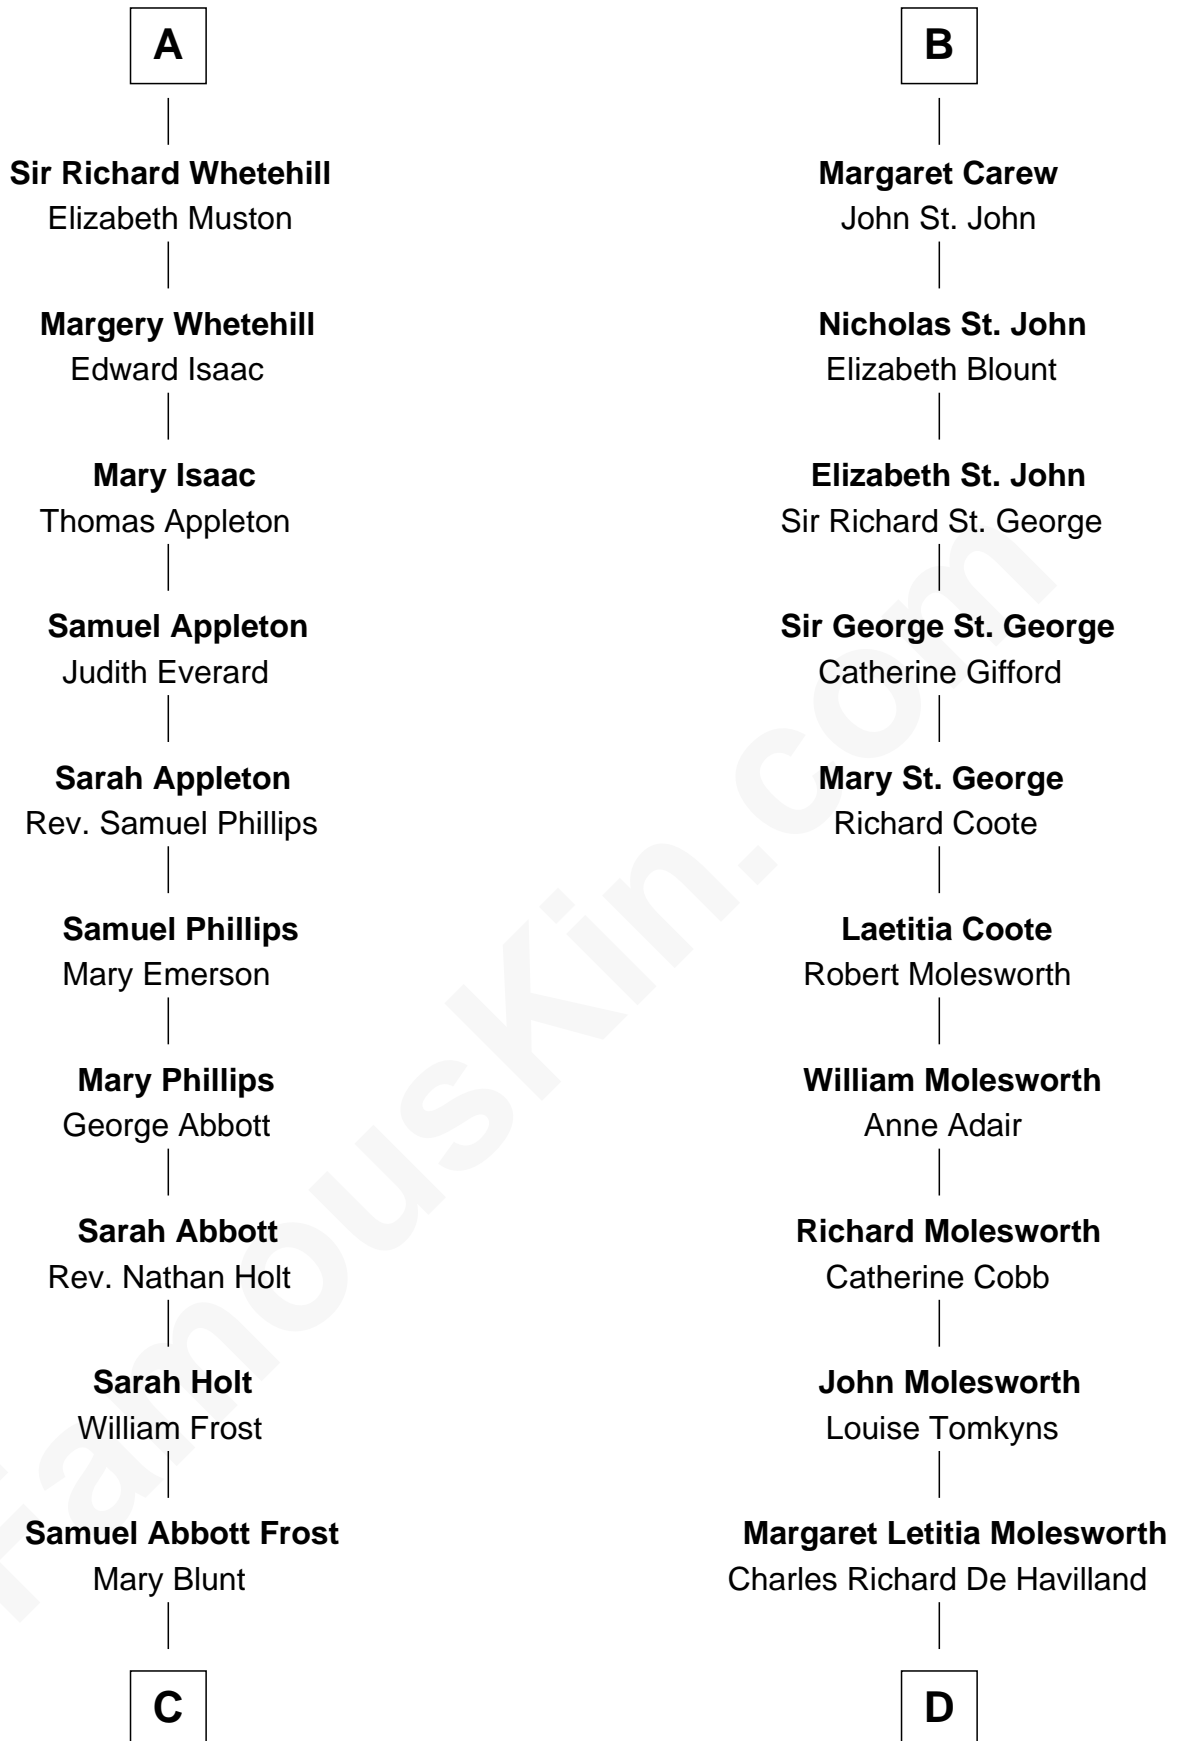 A
Sir Richard Whetehill
Elizabeth Muston
Margery Whetehill
Edward Isaac
Mary Isaac
Thomas Appleton
Samuel Appleton
Judith Everard
Sarah Appleton
Rev. Samuel Phillips
Samuel Phillips
Mary Emerson
Mary Phillips
George Abbott
Sarah Abbott
Rev. Nathan Holt
Sarah Holt
William Frost
Samuel Abbott Frost
Mary Blunt
C
B
Margaret Carew
John St. John
Nicholas St. John
Elizabeth Blount
Elizabeth St. John
Sir Richard St. George
Sir George St. George
Catherine Gifford
Mary St. George
Richard Coote
Laetitia Coote
Robert Molesworth
William Molesworth
Anne Adair
Richard Molesworth
Catherine Cobb
John Molesworth
Louise Tomkyns
Margaret Letitia Molesworth
Charles Richard De Havilland
D
FamousKin.com